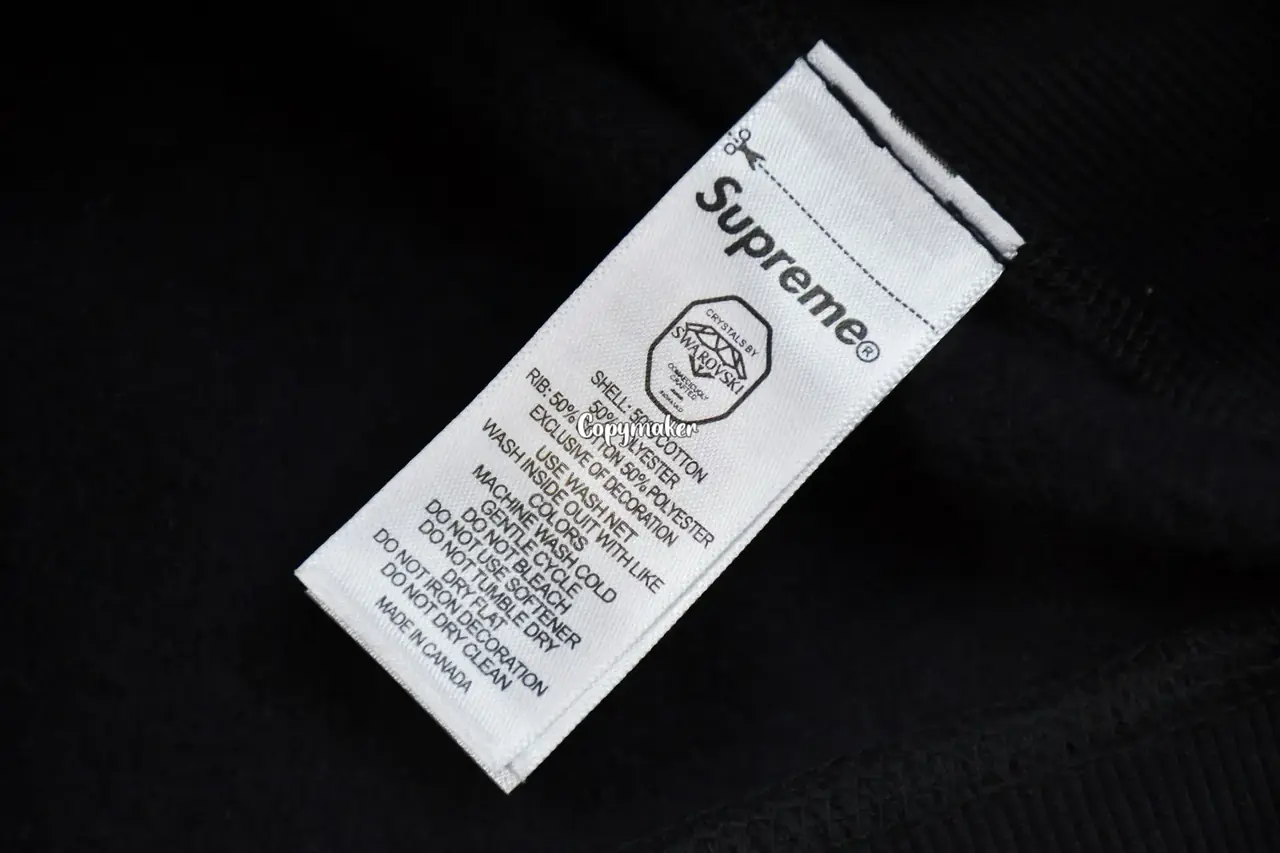 Supreme®
CRYSTALS BY
SWAROVSKI
CRAFTED
SHELL: 50% COTTON
50% POLYESTER
RIB: 50% COTTON 50% POLYESTER
EXCLUSIVE OF DECORATION
USE WASH NET
WASH INSIDE OUT WITH LIKE
COLORS
MACHINE WASH COLD
GENTLE CYCLE
DO NOT BLEACH
DO NOT USE SOFTENER
DO NOT TUMBLE DRY
DRY FLAT
DO NOT IRON DECORATION
DO NOT DRY CLEAN
MADE IN CANADA
Copymaker